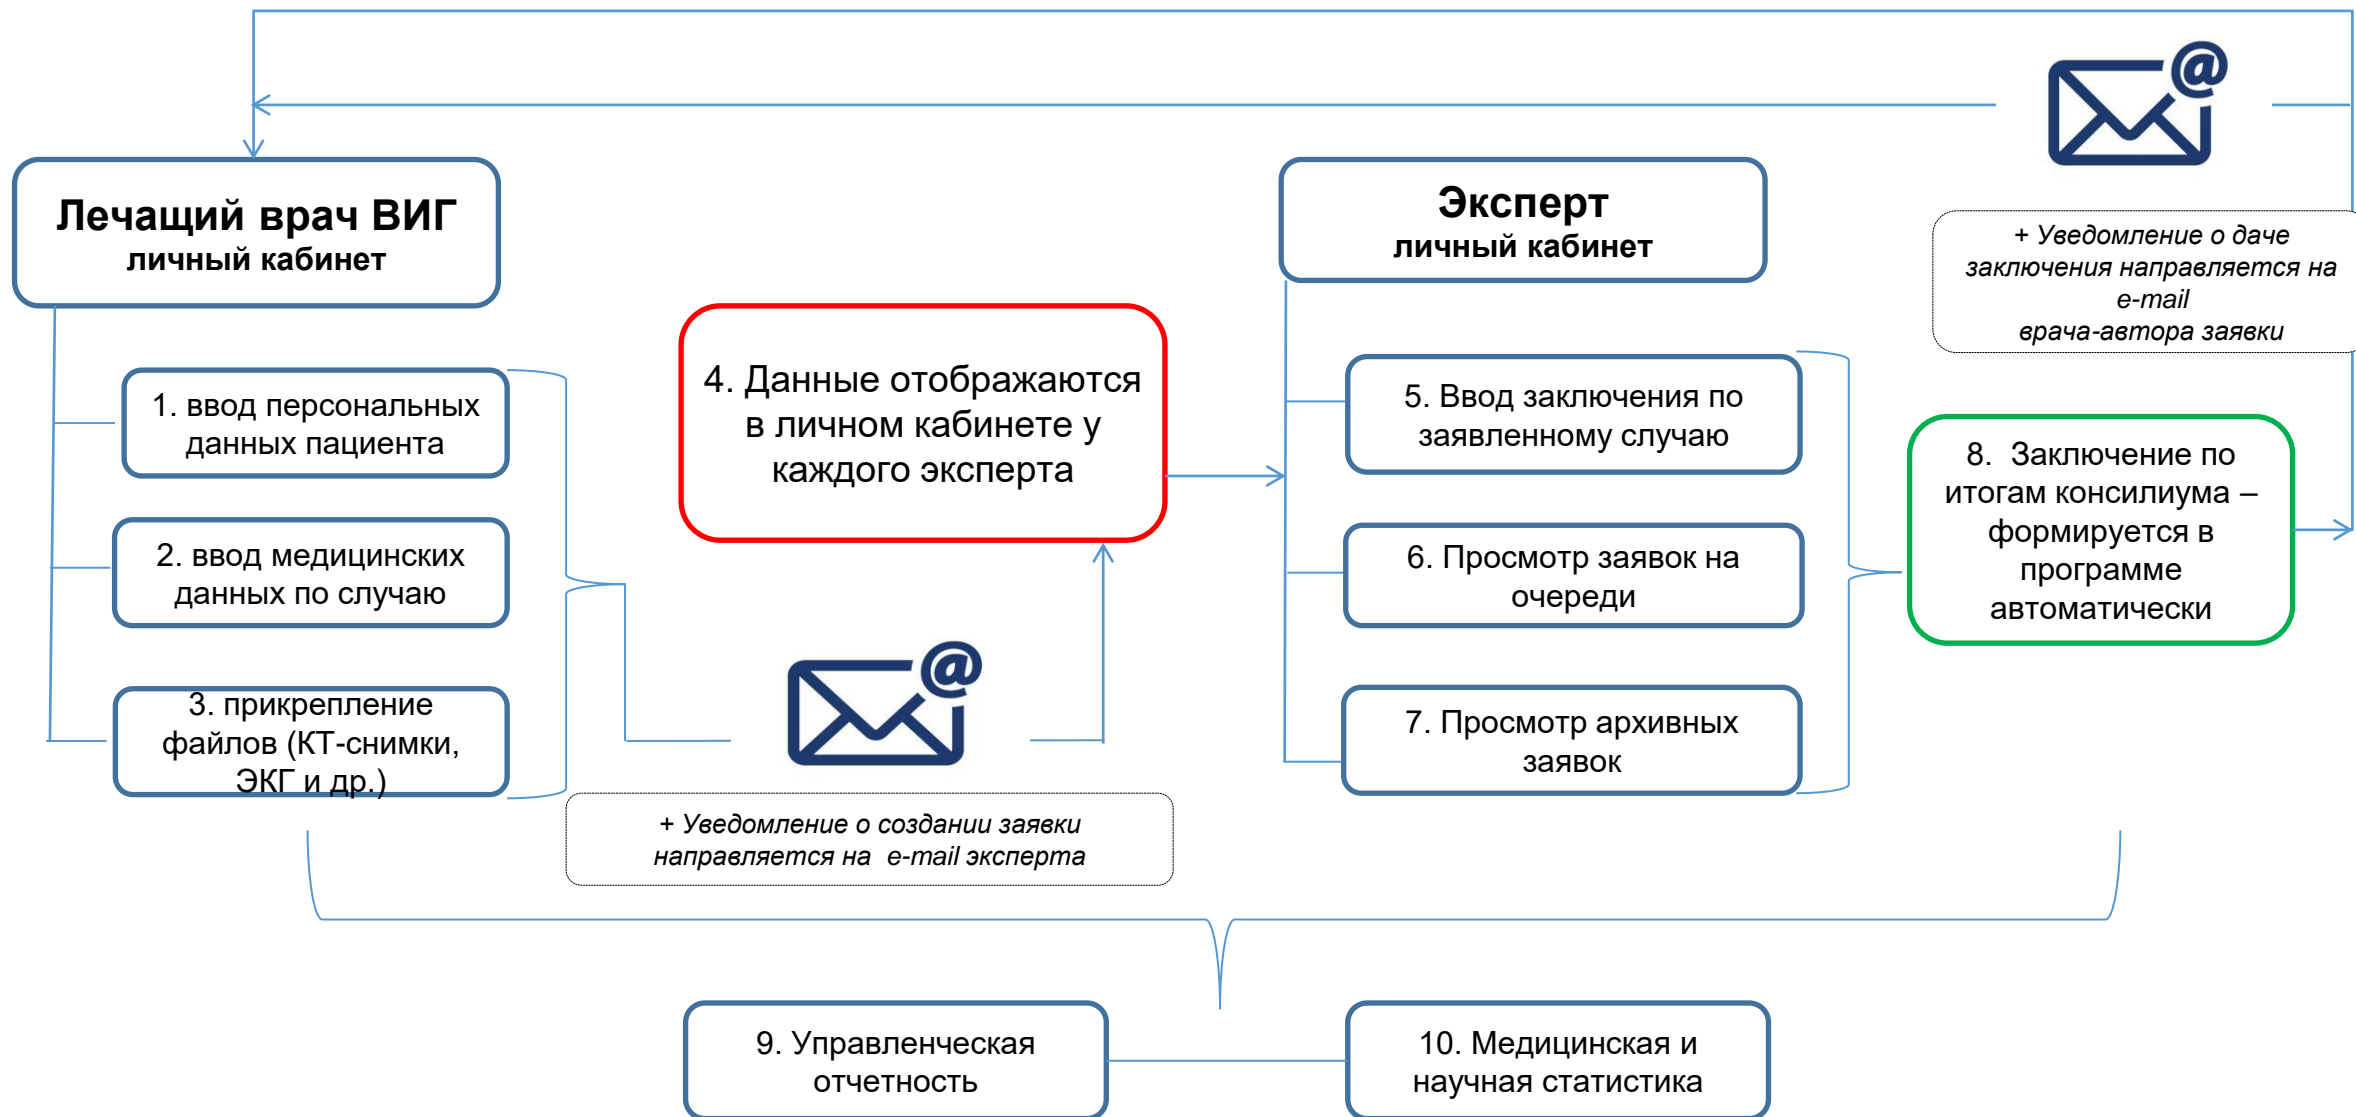 @
Лечащий врач ВИГ
личный кабинет
Эксперт
личный кабинет
+ Уведомление о даче
заключения направляется на
e-mail
врача-автора заявки
1. ввод персональных
данных пациента
2. ввод медицинских
данных по случаю
3. прикрепление
файлов (КТ-снимки,
ЭКГ и др.)
4. Данные отображаются
в личном кабинете у
каждого эксперта
@
+ Уведомление о создании заявки
направляется на e-mail эксперта
5. Ввод заключения по
заявленному случаю
6. Просмотр заявок на
очереди
7. Просмотр архивных
заявок
8. Заключение по
итогам консилиума –
формируется в
программе
автоматически
9. Управленческая
отчетность
10. Медицинская и
научная статистика